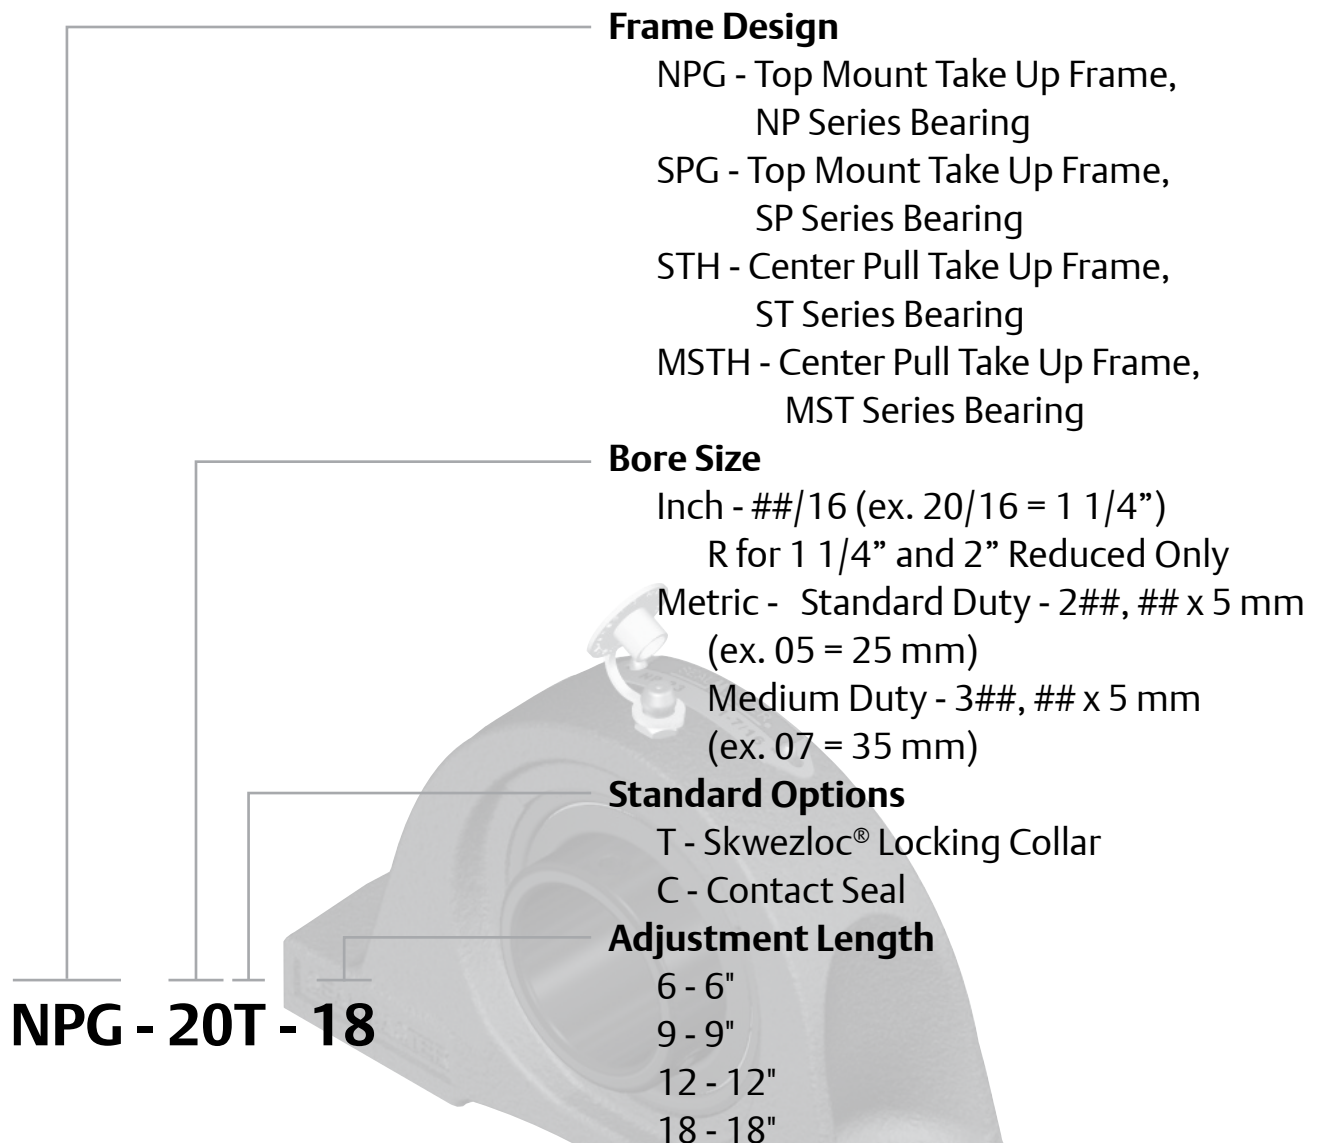 Frame Design
NPG - Top Mount Take Up Frame,
NP Series Bearing
SPG - Top Mount Take Up Frame,
SP Series Bearing
STH - Center Pull Take Up Frame,
ST Series Bearing
MSTH - Center Pull Take Up Frame,
MST Series Bearing
Bore Size
Inch - ##/16 (ex. 20/16 = 1 1/4”)
R for 1 1/4” and 2” Reduced Only
Metric - Standard Duty - 2##, ## x 5 mm
(ex. 05 = 25 mm)
Medium Duty - 3##, ## x 5 mm
(ex. 07 = 35 mm)
Standard Options
T - Skwezloc® Locking Collar
C - Contact Seal
Adjustment Length
6 - 6"
9 - 9"
12 - 12"
18 - 18"
NPG - 20T - 18